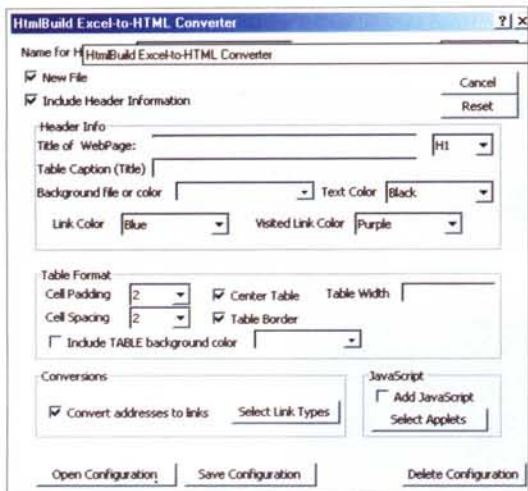 HtmlBuild Excel-to-HTML Converter ? x
Name for H
HtmlBuild Excel-to-HTML Converter
New File
Cancel
Include Header Information
Reset
Header Info
Title of WebPage: H1
Table Caption (Title)
Background file or color Text Color Black
Link Color Blue Visited Link Color Purple
Table Format
Cell Padding 2 Center Table Table Width
Cell Spacing 2 Table Border
Include TABLE background color
Conversions JavaScript
Add JavaScript
Convert addresses to links Select Link Types
Select Applets
Open Configuration Save Configuration Delete Configuration